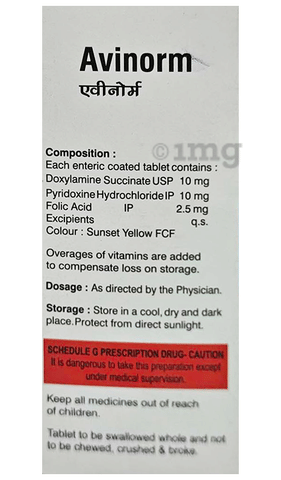 Avinorm
एवीनोर्म
©1mg
Composition :
Each enteric coated tablet contains :
Doxylamine Succinate USP 10 mg
Pyridoxine Hydrochloride IP 10 mg
Folic Acid IP 2.5 mg
Excipients q.s.
Colour : Sunset Yellow FCF
Overages of vitamins are added
to compensate loss on storage.
Dosage : As directed by the Physician.
Storage : Store in a cool, dry and dark
place. Protect from direct sunlight.
SCHEDULE G PRESCRIPTION DRUG- CAUTION
It is dangerous to take this preparation except
under medical supervision.
Keep all medicines out of reach
of children.
Tablet to be swallowed whole and not
to be chewed, crushed & broke.